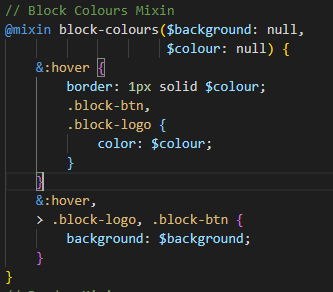 // Block Colours Mixin
@mixin block-colours($background: null,
$colour: null) {
&:hover {
border: 1px solid $colour;
.block-btn,
.block-logo {
color: $colour;
}
}
&:hover,
> .block-logo, .block-btn {
background: $background;
}
}